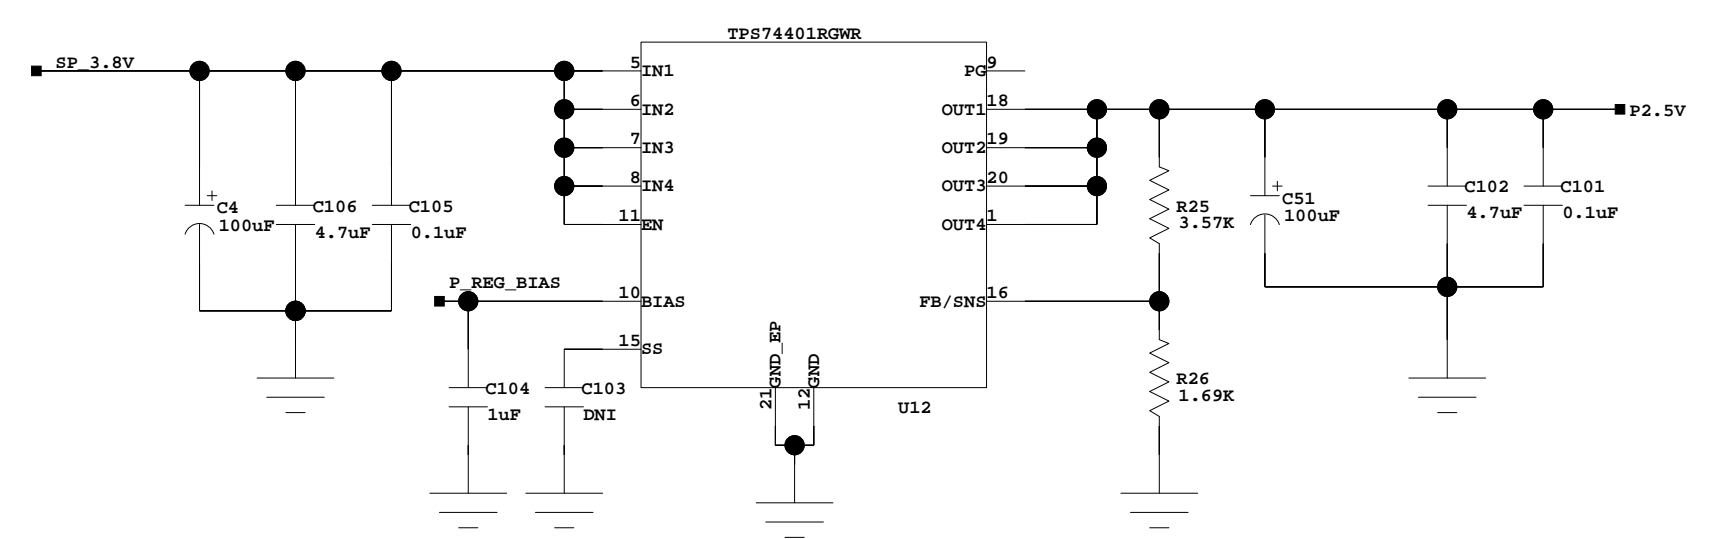 TPS74401RGWR
SP_3.8V
5
IN1
PG
9
6
IN2
OUT1
18
P2.5V
7
IN3
OUT2
19
8
IN4
OUT3
20
11
EN
OUT4
1
C4
100uF
C106
4.7uF
C105
0.1uF
R25
3.57K
C51
100uF
C102
4.7uF
C101
0.1uF
+
+
P_REG_BIAS
10
BIAS
FB/SNS
16
15
SS
GND_EP
21
GND
12
C104
1uF
C103
DNI
U12
R26
1.69K